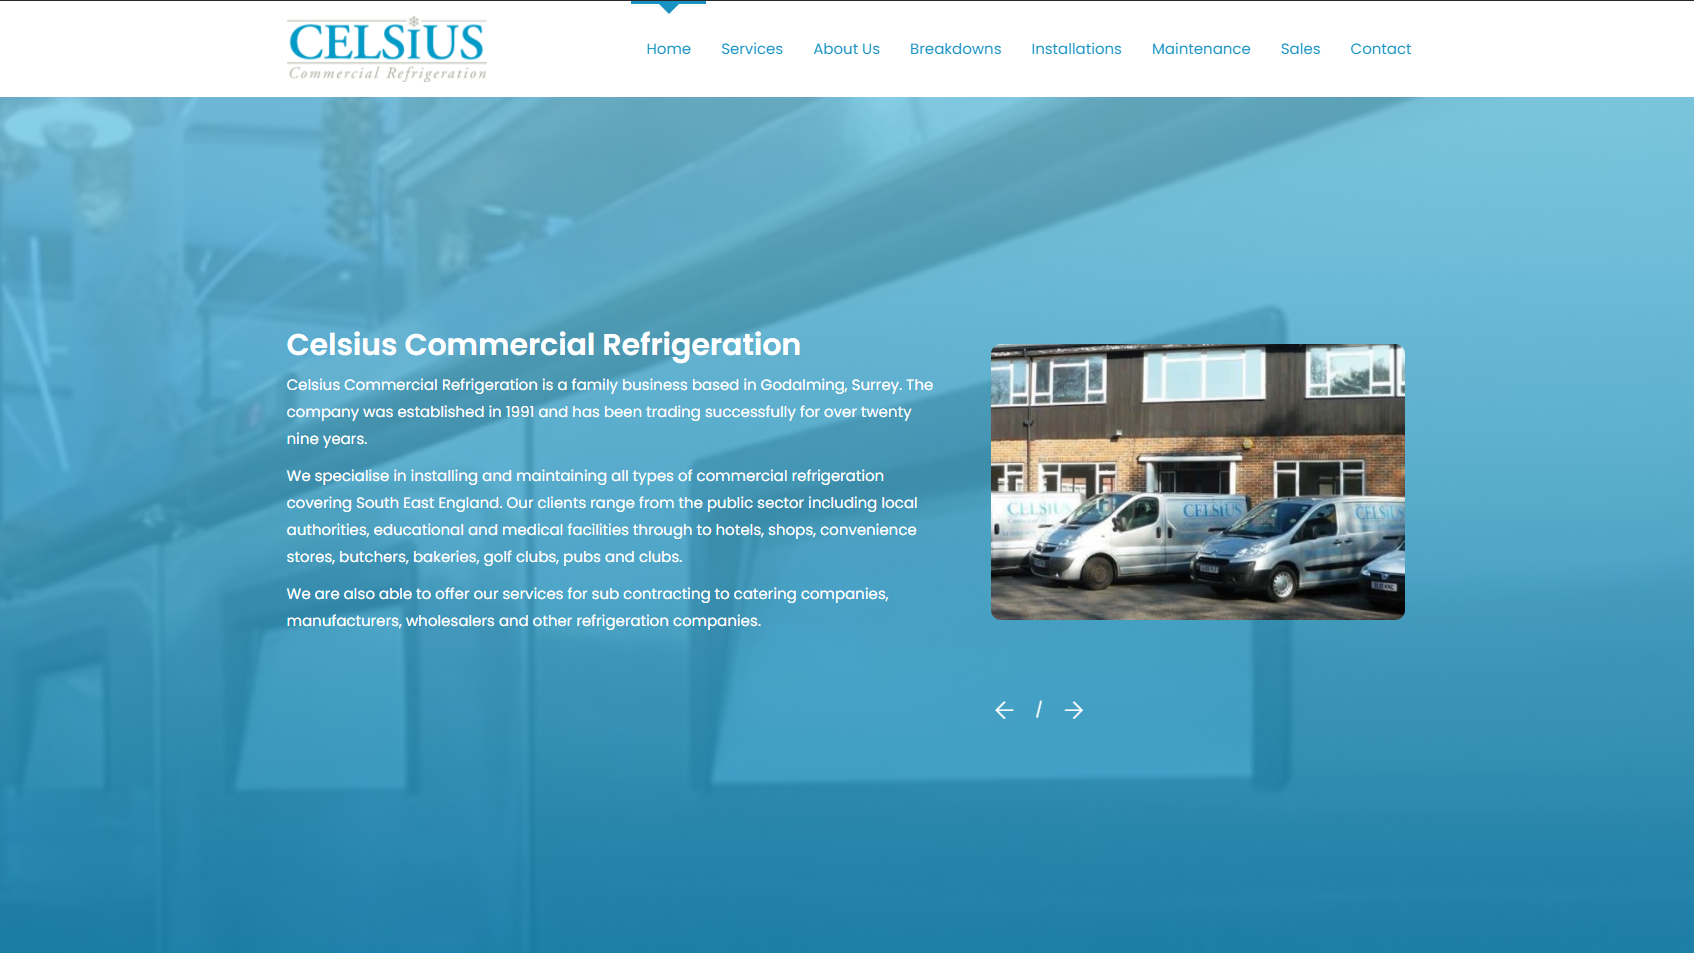 CELSIUS
Commercial Refrigeration
Home Services About Us Breakdowns Installations Maintenance Sales Contact
Celsius Commercial Refrigeration
Celsius Commercial Refrigeration is a family business based in Godalming, Surrey. The
company was established in 1991 and has been trading successfully for over twenty
nine years.
We specialise in installing and maintaining all types of commercial refrigeration
covering South East England. Our clients range from the public sector including local
authorities, educational and medical facilities through to hotels, shops, convenience
stores, butchers, bakeries, golf clubs, pubs and clubs.
We are also able to offer our services for sub contracting to catering companies,
manufacturers, wholesalers and other refrigeration companies.
CELSIUS
CELSIUS
CELSIUS
/